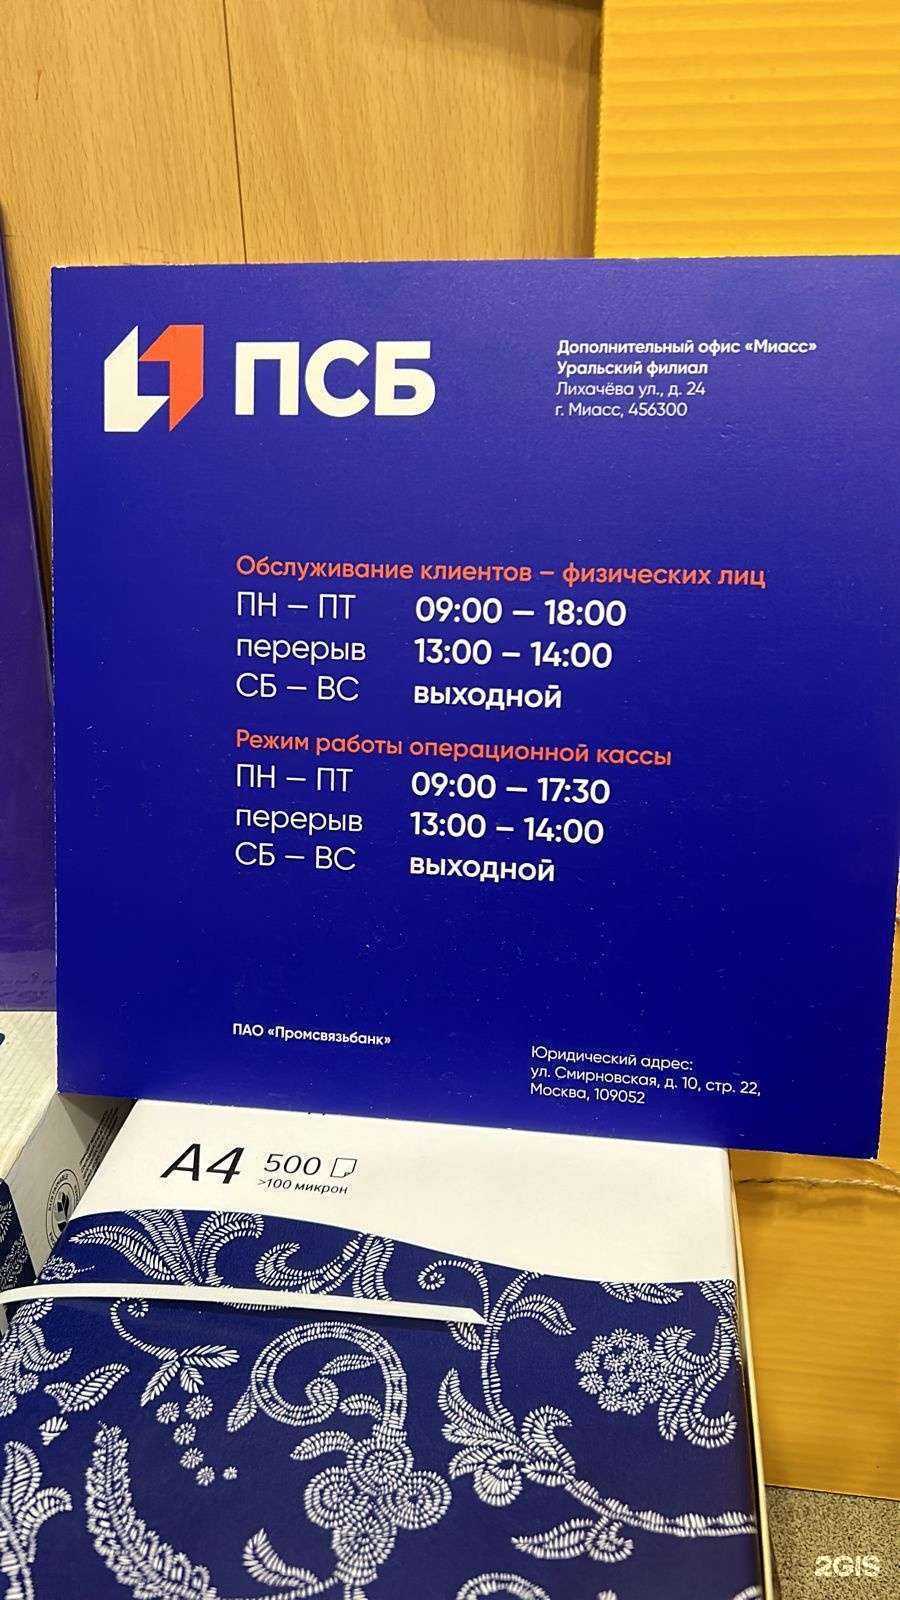 ПСБ
Дополнительный офис «Миасс»
Уральский филиал
Лихачёва ул., д. 24
г. Миасс, 456300
Обслуживание клиентов – физических лиц
ПН – ПТ 09:00 – 18:00
перерыв 13:00 – 14:00
СБ – ВС выходной
Режим работы операционной кассы
ПН – ПТ 09:00 – 17:30
перерыв 13:00 – 14:00
СБ – ВС выходной
ПАО «Промсвязьбанк»
Юридический адрес:
ул. Смирновская, д. 10, стр. 22,
Москва, 109052
A4 500
>100 микрон
2GIS